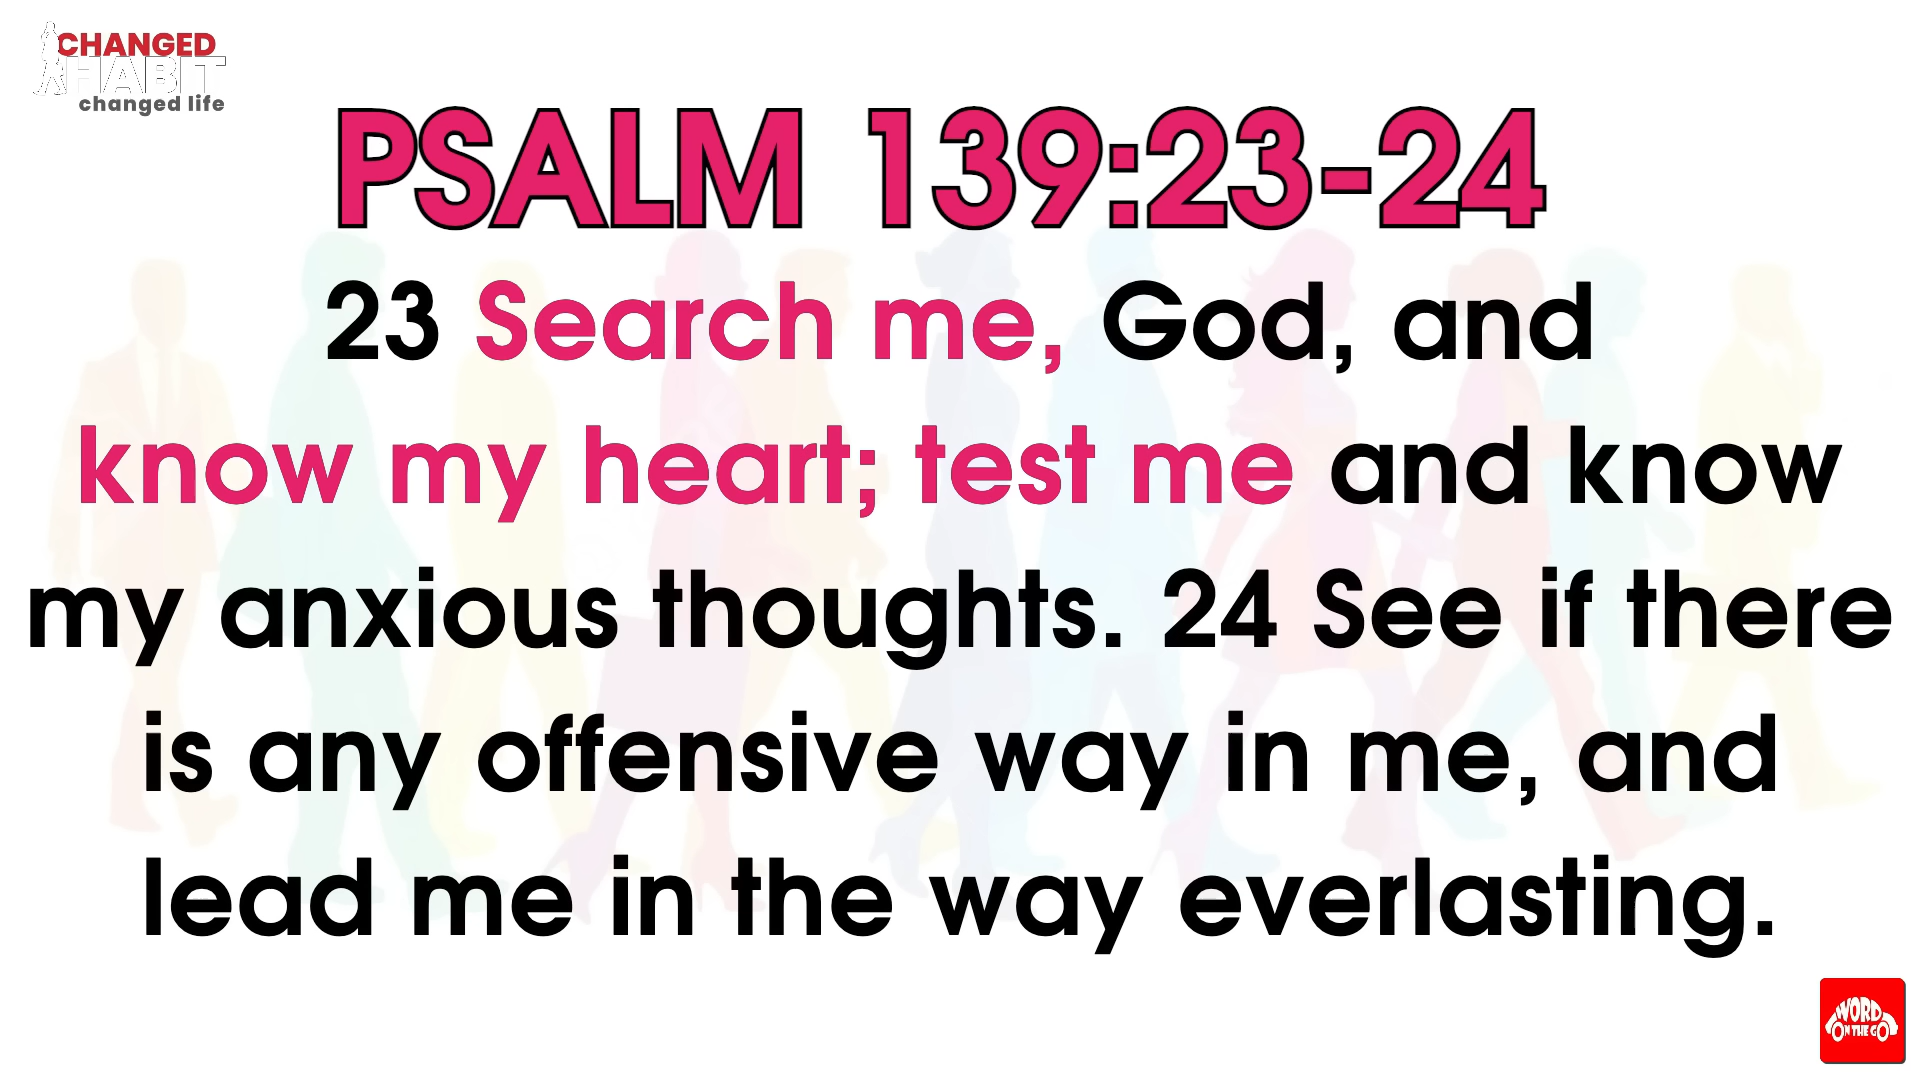 CHANGED
HABIT
changed life
PSALM 139:23-24
23 Search me, God, and
know my heart; test me and know
my anxious thoughts. 24 See if there
is any offensive way in me, and
lead me in the way everlasting.
WORD
ON THE GO